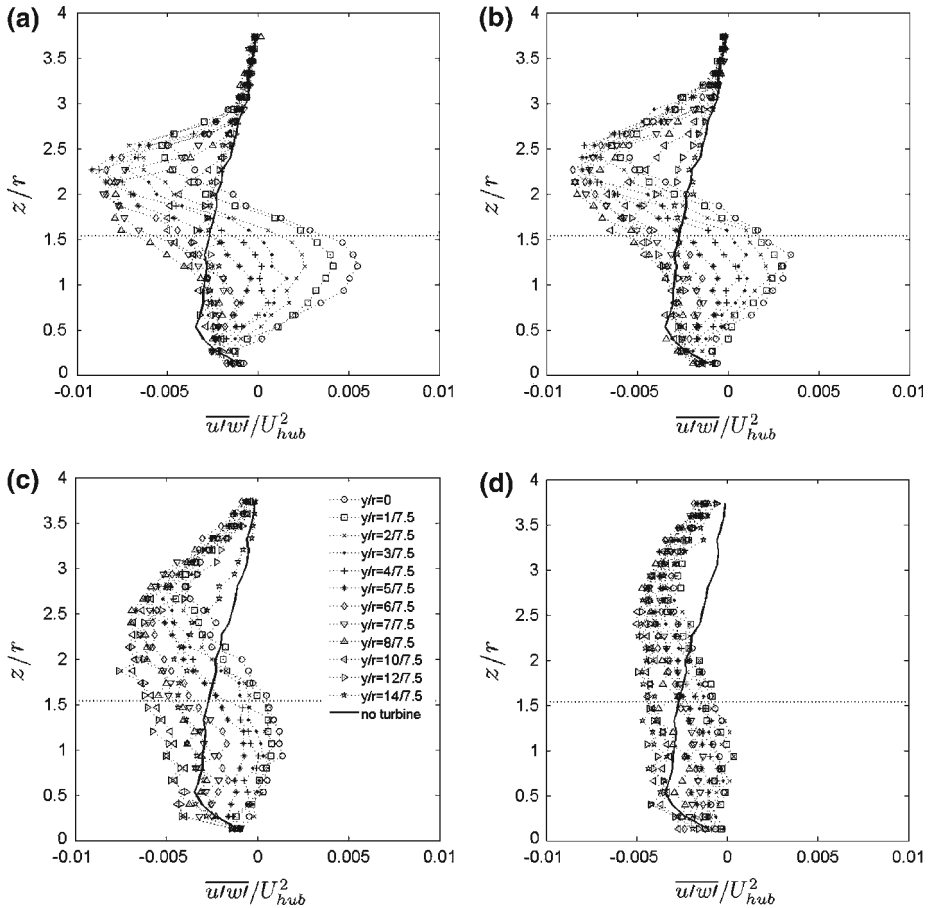 (a)
4
3.5
3
2.5
2
1.5
1
0.5
0
z/r
-0.01
-0.005
0
0.005
0.01
u′w′/U²hub
(b)
4
3.5
3
2.5
2
1.5
1
0.5
0
z/r
-0.01
-0.005
0
0.005
0.01
u′w′/U²hub
(c)
4
3.5
3
2.5
2
1.5
1
0.5
0
z/r
-0.01
-0.005
0
0.005
0.01
u′w′/U²hub
y/r=0
y/r=1/7.5
y/r=2/7.5
y/r=3/7.5
y/r=4/7.5
y/r=5/7.5
y/r=6/7.5
y/r=7/7.5
y/r=8/7.5
y/r=10/7.5
y/r=12/7.5
y/r=14/7.5
no turbine
(d)
4
3.5
3
2.5
2
1.5
1
0.5
0
z/r
-0.01
-0.005
0
0.005
0.01
u′w′/U²hub